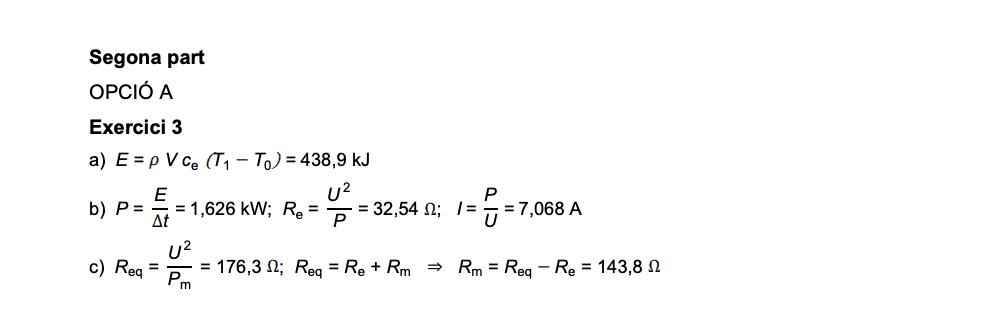 Segona part
OPCIÓ A
Exercici 3
a) E = ρ V cₑ (T₁ − T₀) = 438,9 kJ
b) P = E/Δt = 1,626 kW; Rₑ = U²/P = 32,54 Ω; I = P/U = 7,068 A
c) Req = U²/Pm = 176,3 Ω; Req = Re + Rm ⇒ Rm = Req − Re = 143,8 Ω